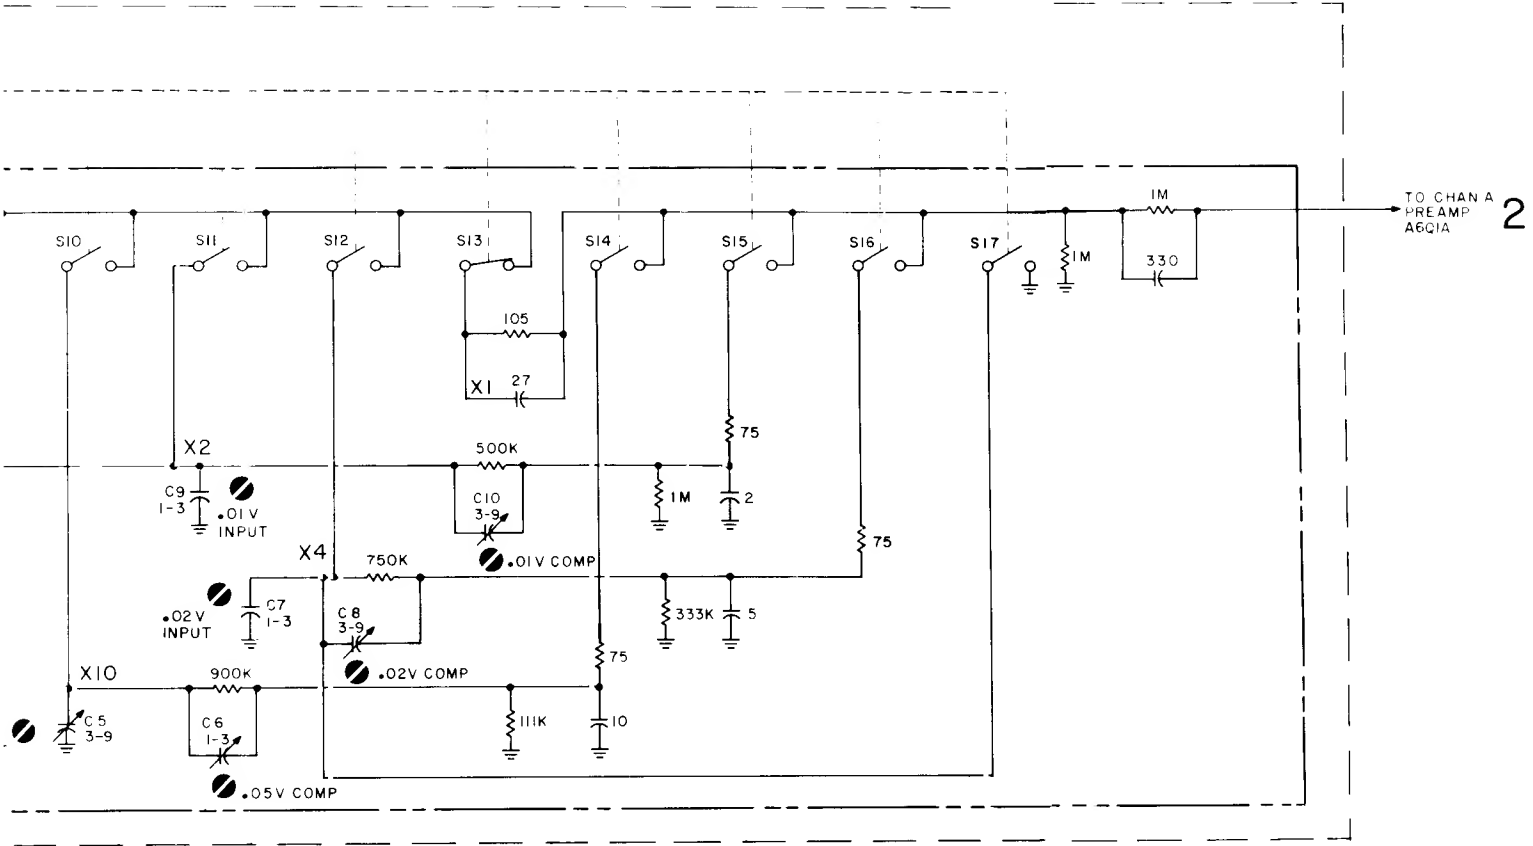 1M
TO CHAN A
PREAMP
A6Q1A
2
S10
S11
S12
S13
S14
S15
S16
S17
1M
330
105
X1
27
75
X2
500K
C9
1-3
.01V
INPUT
C10
3-9
1M
2
75
X4
750K
.01V COMP
.02V
INPUT
C7
1-3
C8
3-9
333K
5
75
X10
900K
.02V COMP
C5
3-9
C6
1-3
111K
10
.05V COMP